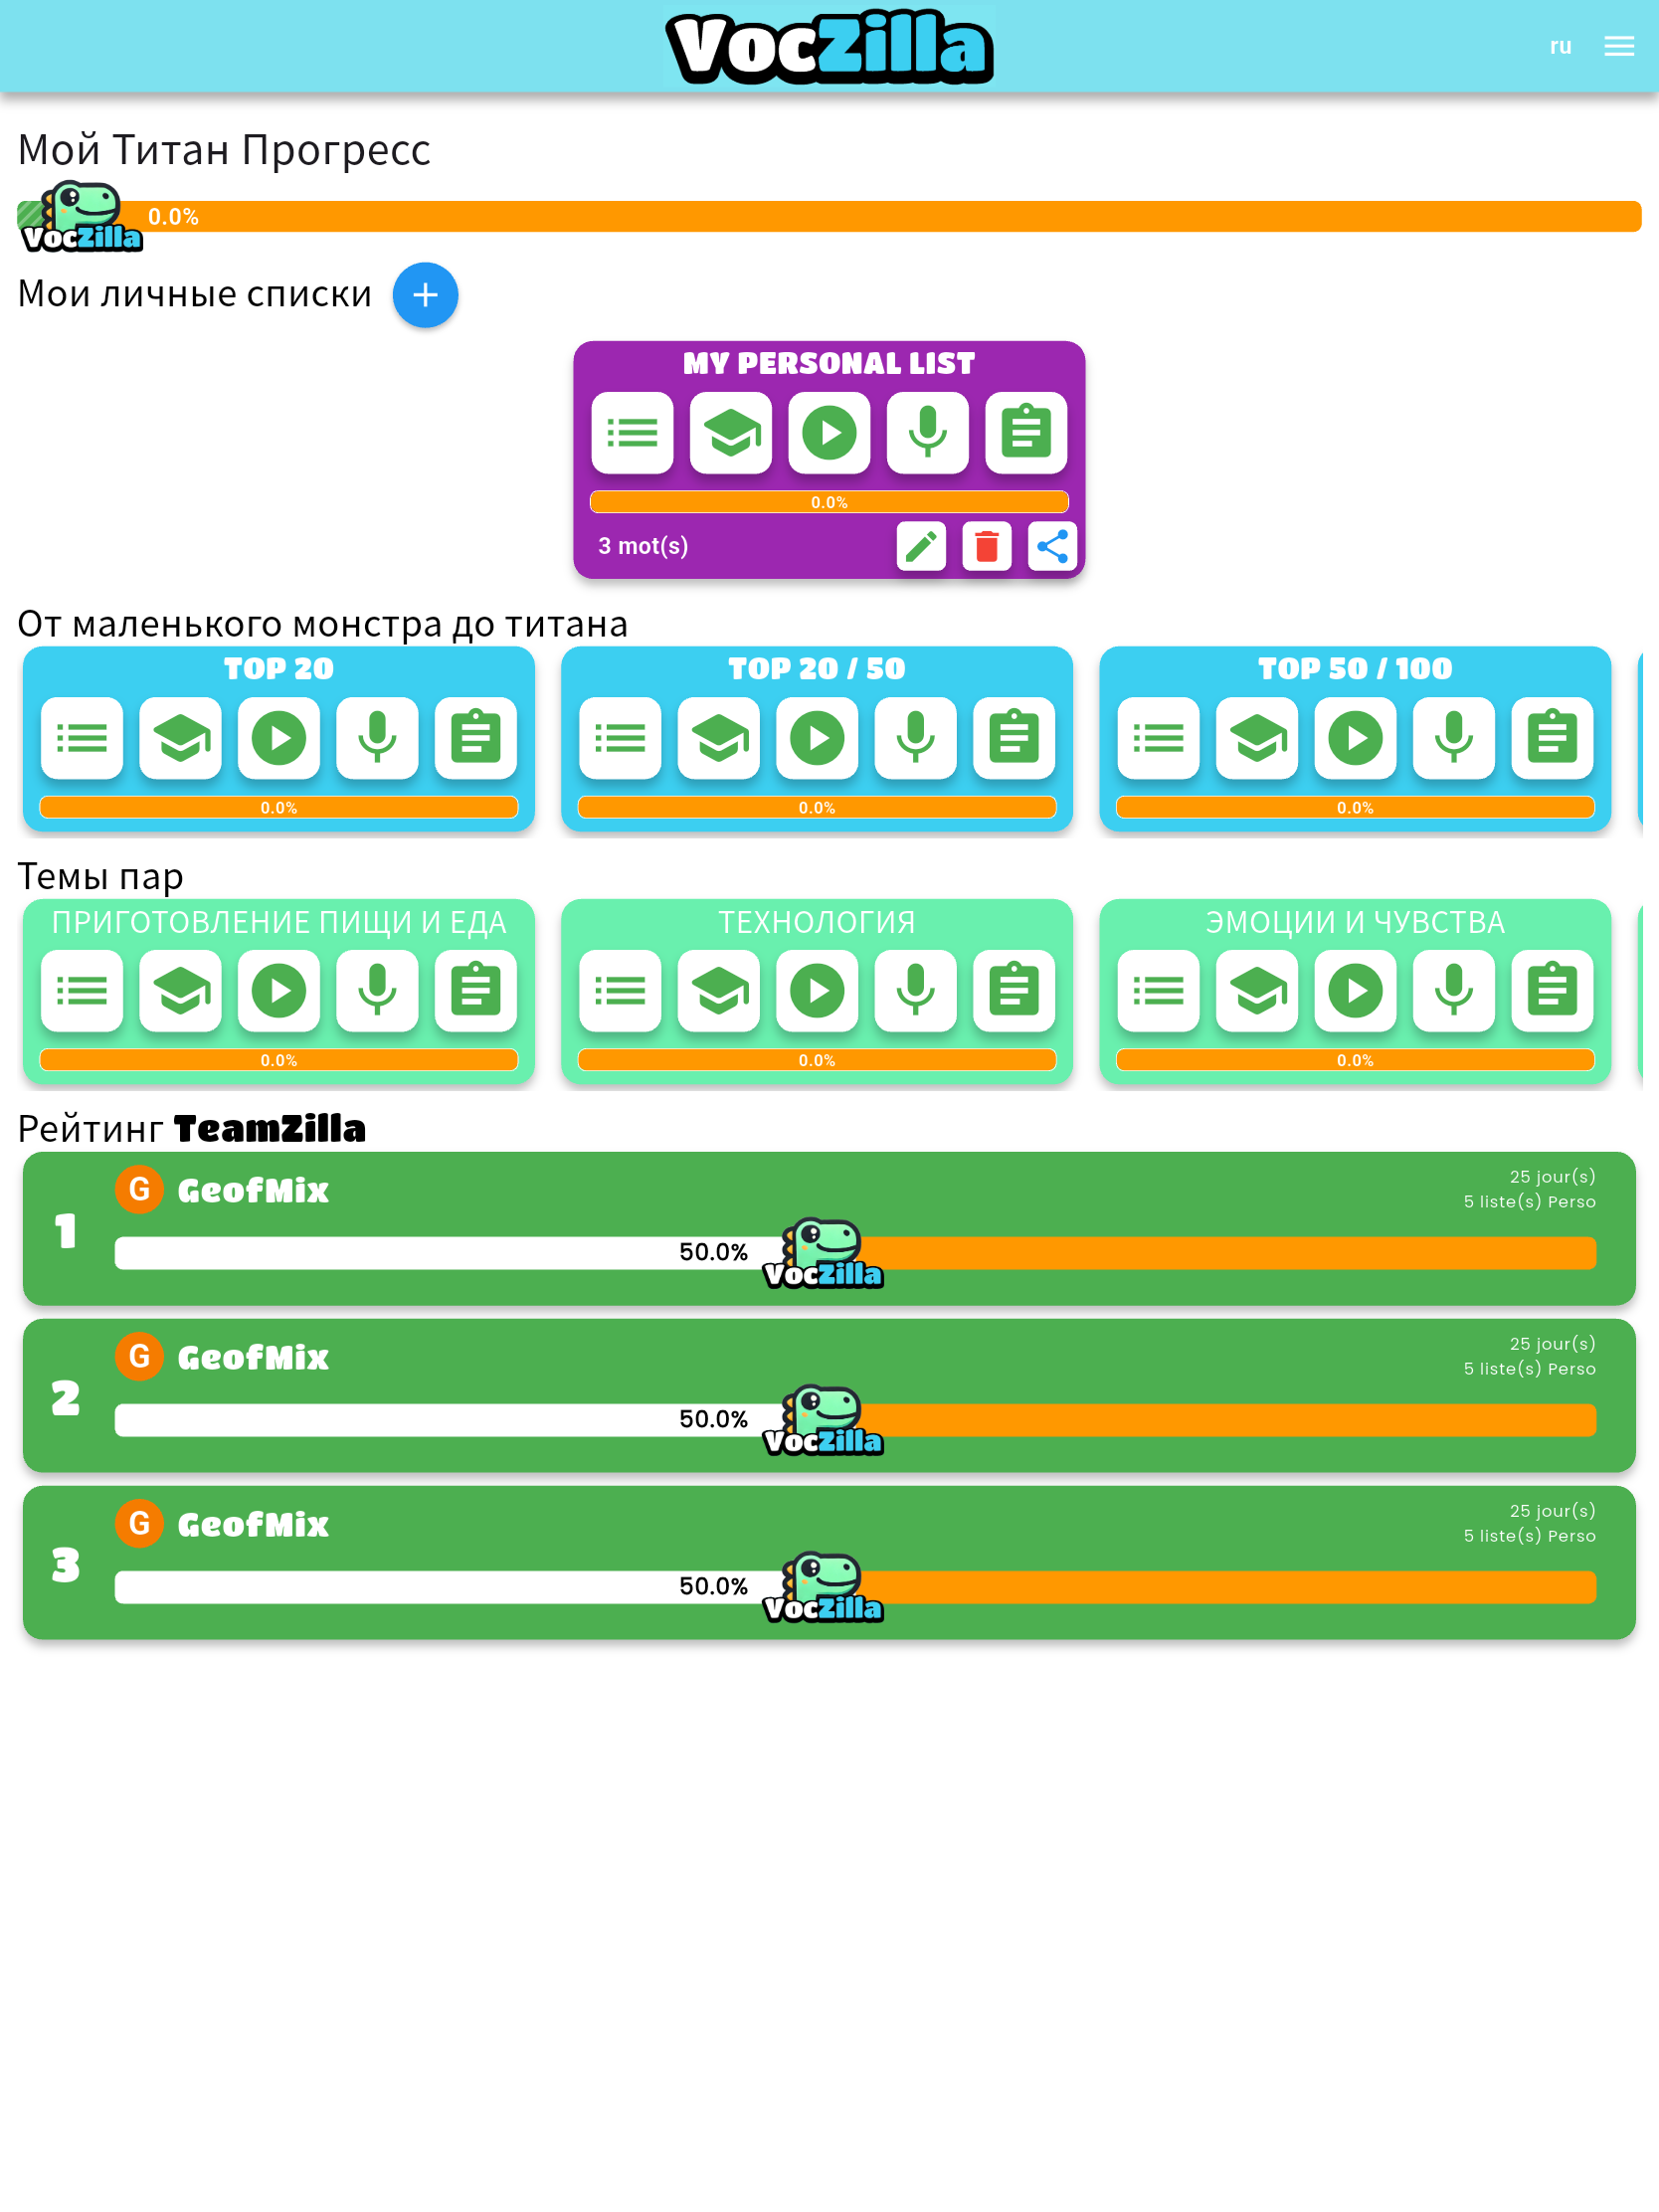 VocZilla
ru
Мой Титан Прогресс
VocZilla
0.0%
Мои личные списки
MY PERSONAL LIST
0.0%
3 mot(s)
От маленького монстра до титана
TOP 20
TOP 20 / 50
TOP 50 / 100
0.0%
0.0%
0.0%
Темы пар
ПРИГОТОВЛЕНИЕ ПИЩИ И ЕДА
ТЕХНОЛОГИЯ
ЭМОЦИИ И ЧУВСТВА
0.0%
0.0%
0.0%
Рейтинг TeamZilla
1
G GeofMix
25 jour(s)
5 liste(s) Perso
50.0%
VocZilla
2
G GeofMix
25 jour(s)
5 liste(s) Perso
50.0%
VocZilla
3
G GeofMix
25 jour(s)
5 liste(s) Perso
50.0%
VocZilla